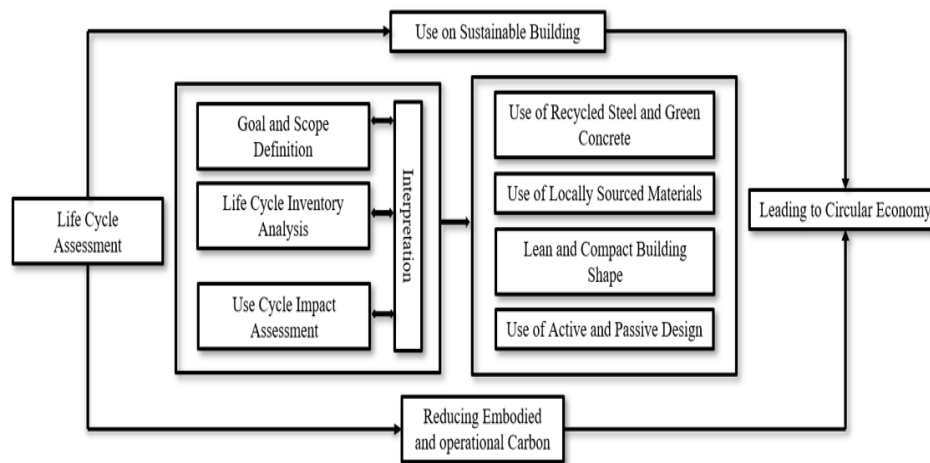 Use on Sustainable Building
Life Cycle
Assessment
Goal and Scope
Definition
Life Cycle Inventory
Analysis
Use Cycle Impact
Assessment
Interpretation
Use of Recycled Steel and Green
Concrete
Use of Locally Sourced Materials
Lean and Compact Building
Shape
Use of Active and Passive Design
Leading to Circular Economy
Reducing Embodied
and operational Carbon